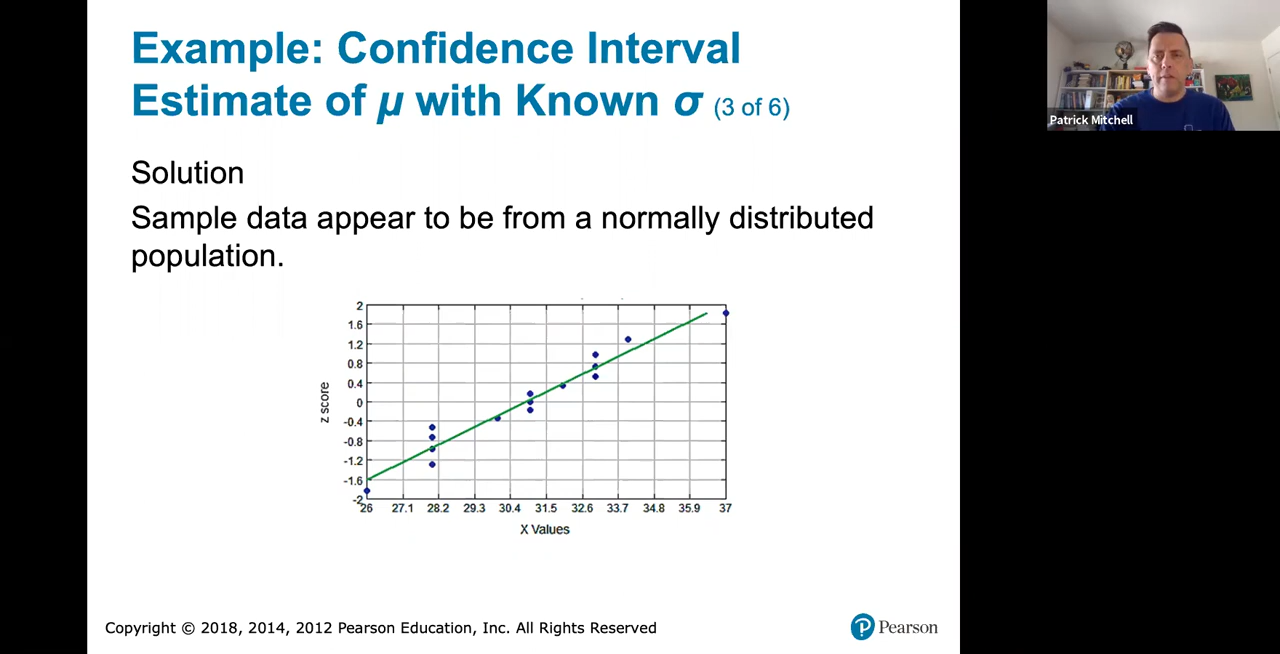 Example: Confidence Interval
Estimate of μ with Known σ (3 of 6)
Patrick Mitchell
Solution
Sample data appear to be from a normally distributed
population.
2
1.6
1.2
0.8
0.4
0
-0.4
-0.8
-1.2
-1.6
-2
z score
26 27.1 28.2 29.3 30.4 31.5 32.6 33.7 34.8 35.9 37
X Values
Copyright © 2018, 2014, 2012 Pearson Education, Inc. All Rights Reserved
P Pearson